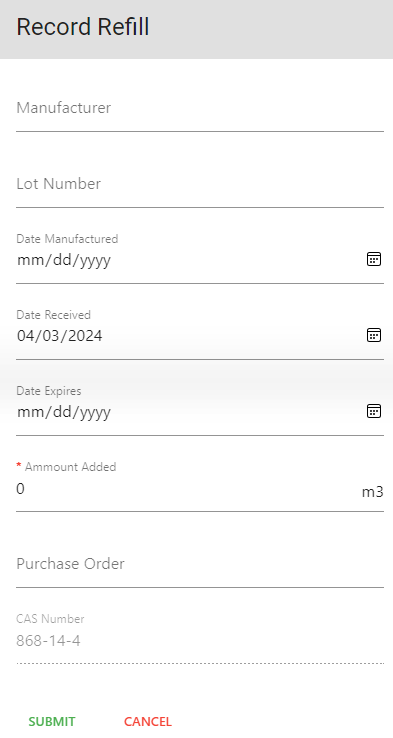 Record Refill
Manufacturer
Lot Number
Date Manufactured
mm/dd/yyyy
Date Received
04/03/2024
Date Expires
mm/dd/yyyy
* Ammount Added
0 m3
Purchase Order
CAS Number
868-14-4
SUBMIT CANCEL